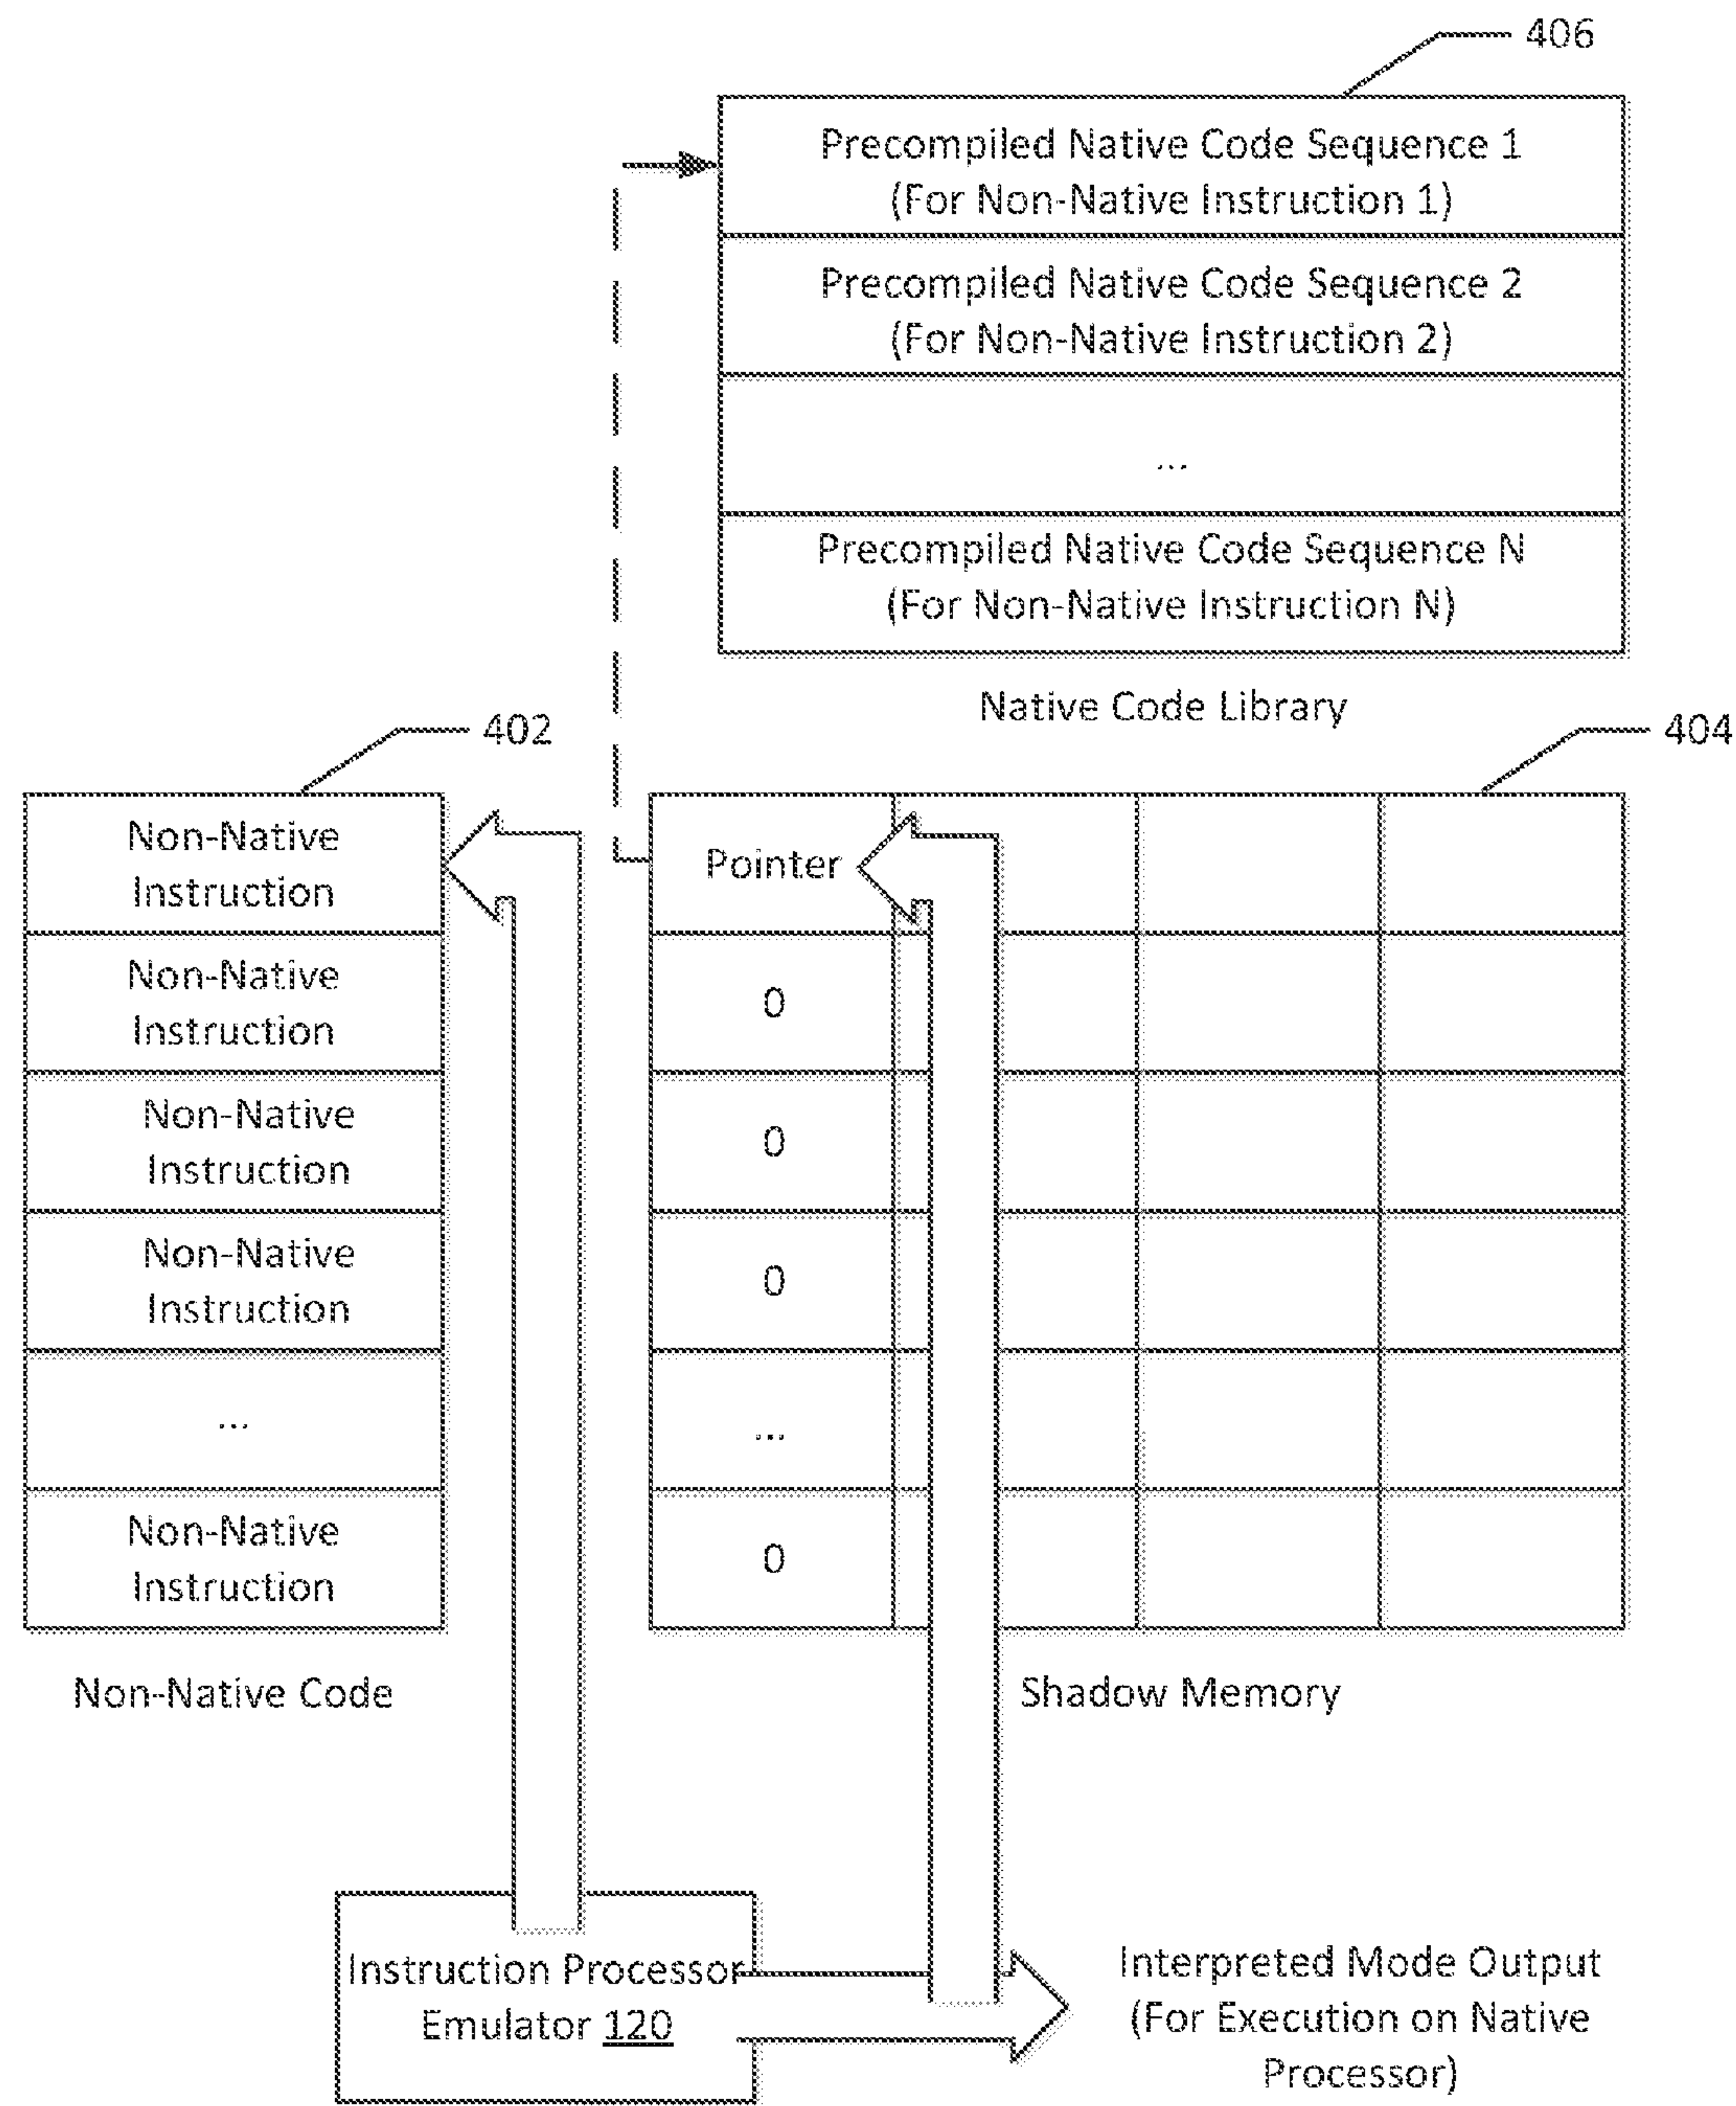 406
Precompiled Native Code Sequence 1
(For Non-Native Instruction 1)
Precompiled Native Code Sequence 2
(For Non-Native Instruction 2)
...
Precompiled Native Code Sequence N
(For Non-Native Instruction N)
Native Code Library
402
404
Non-Native
Instruction
Non-Native
Instruction
Non-Native
Instruction
Non-Native
Instruction
...
Non-Native
Instruction
Non-Native Code
Pointer
0
0
0
...
0
Shadow Memory
Instruction Processor
Emulator 120
Interpreted Mode Output
(For Execution on Native
Processor)